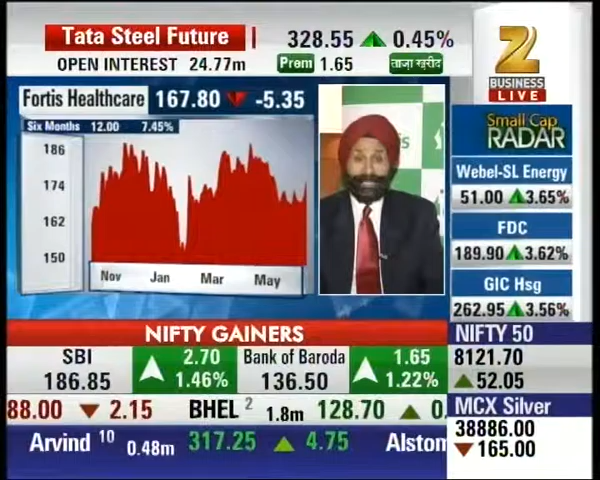 Tata Steel Future 328.55 0.45%
OPEN INTEREST 24.77m Prem 1.65 ताज़ा खरीद
Z
BUSINESS
LIVE
Fortis Healthcare 167.80 -5.35
Six Months 12.00 7.45%
186
174
162
150
Nov Jan Mar May
is
Small Cap
RADAR
Webel-SL Energy
51.00 3.65%
FDC
189.90 3.62%
GIC Hsg
262.95 3.56%
NIFTY GAINERS
SBI 2.70 Bank of Baroda 1.65
186.85 1.46% 136.50 1.22%
NIFTY 50
8121.70
52.05
MCX Silver
38886.00
165.00
88.00 2.15 BHEL 2 1.8m 128.70 0.
Arvind 10 0.48m 317.25 4.75 Alstom